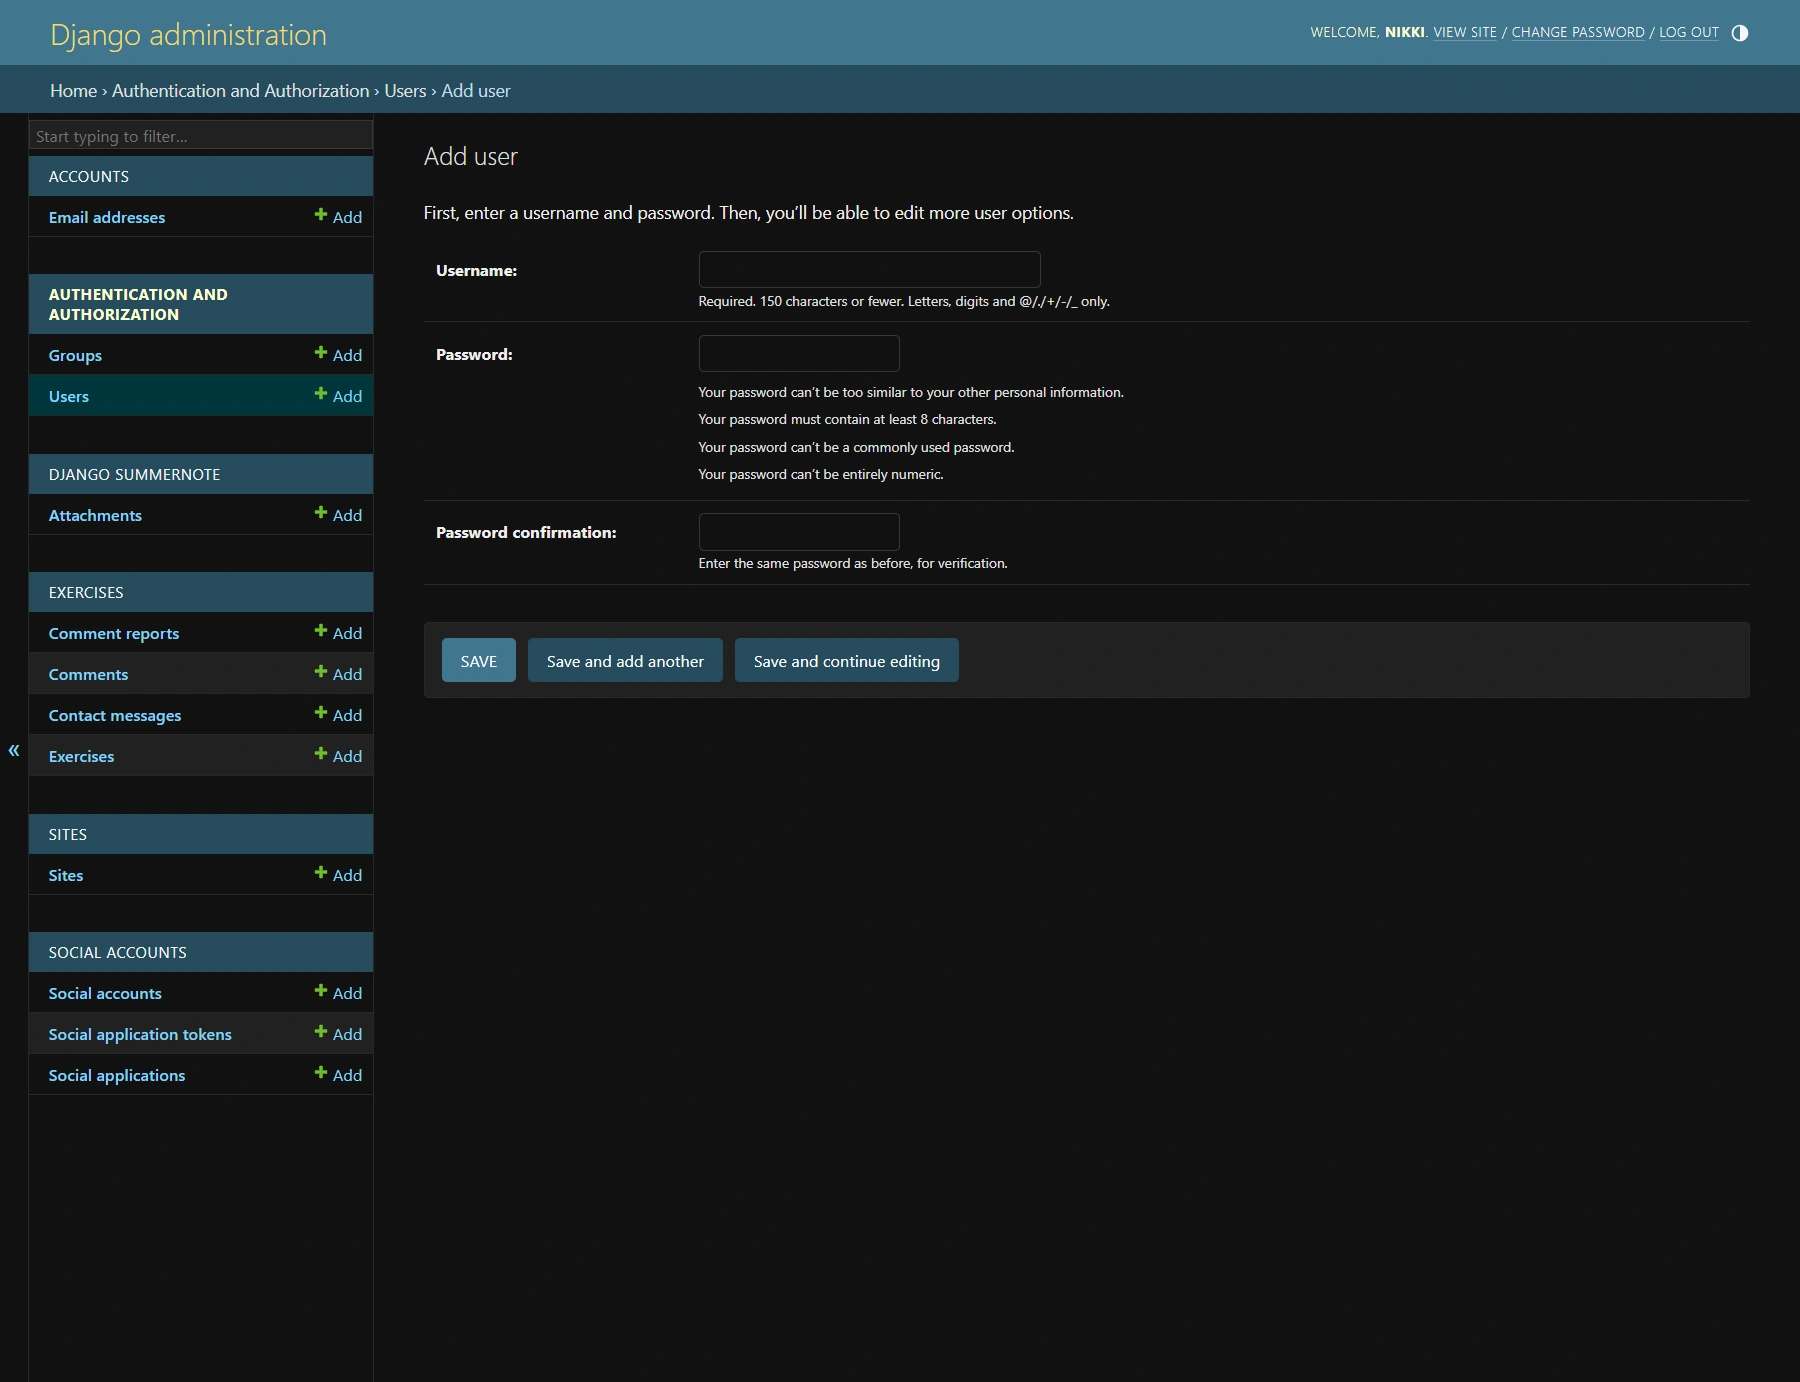 Django administration
WELCOME, NIKKI. VIEW SITE / CHANGE PASSWORD / LOG OUT
Home › Authentication and Authorization › Users › Add user
Start typing to filter...
ACCOUNTS
Email addresses
Add
AUTHENTICATION AND
AUTHORIZATION
Groups
Add
Users
Add
DJANGO SUMMERNOTE
Attachments
Add
EXERCISES
Comment reports
Add
Comments
Add
Contact messages
Add
Exercises
Add
«
SITES
Sites
Add
SOCIAL ACCOUNTS
Social accounts
Add
Social application tokens
Add
Social applications
Add
Add user
First, enter a username and password. Then, you’ll be able to edit more user options.
Username:
Required. 150 characters or fewer. Letters, digits and @/./+/-/_ only.
Password:
Your password can’t be too similar to your other personal information.
Your password must contain at least 8 characters.
Your password can’t be a commonly used password.
Your password can’t be entirely numeric.
Password confirmation:
Enter the same password as before, for verification.
SAVE
Save and add another
Save and continue editing